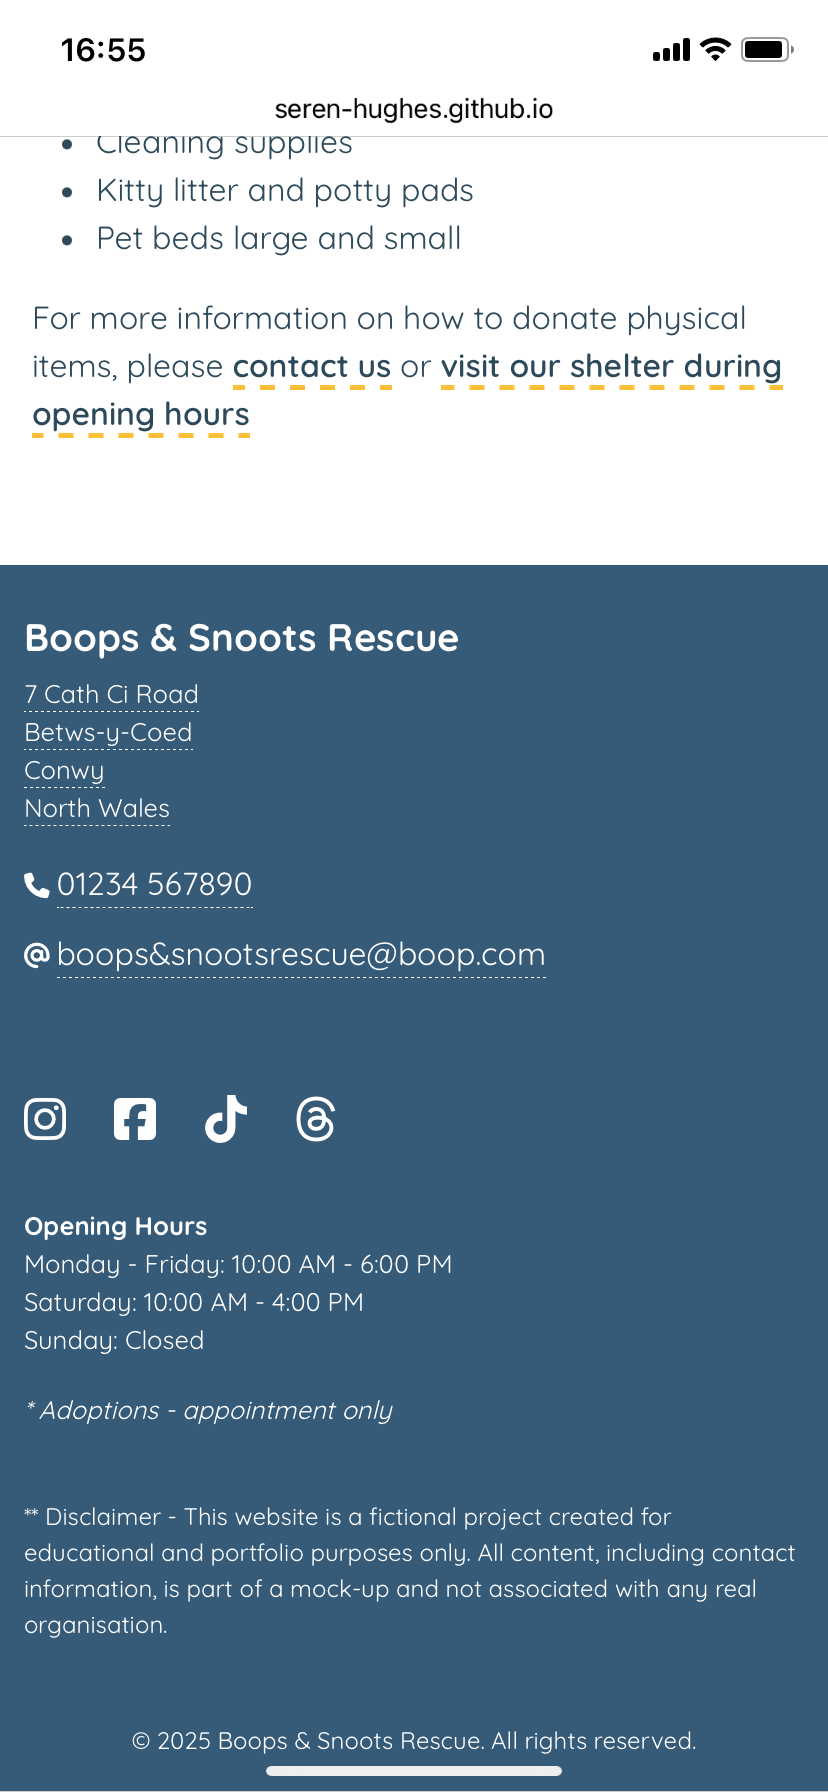 16:55
seren-hughes.github.io
Cleaning supplies
Kitty litter and potty pads
Pet beds large and small
For more information on how to donate physical
items, please contact us or visit our shelter during
opening hours
Boops & Snoots Rescue
7 Cath Ci Road
Betws-y-Coed
Conwy
North Wales
01234 567890
boops&snootsrescue@boop.com
Opening Hours
Monday - Friday: 10:00 AM - 6:00 PM
Saturday: 10:00 AM - 4:00 PM
Sunday: Closed
* Adoptions - appointment only
** Disclaimer - This website is a fictional project created for
educational and portfolio purposes only. All content, including contact
information, is part of a mock-up and not associated with any real
organisation.
© 2025 Boops & Snoots Rescue. All rights reserved.